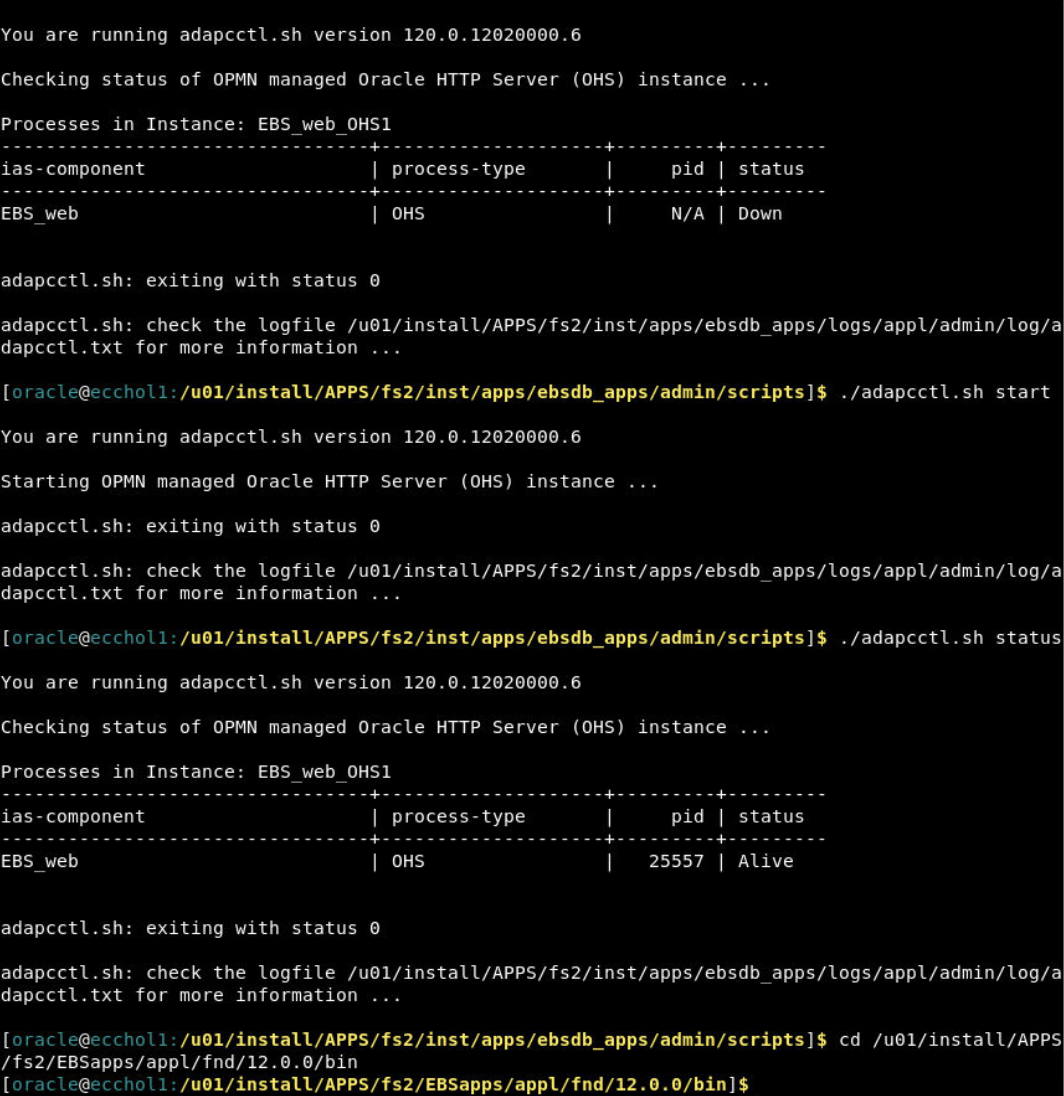 You are running adapcctl.sh version 120.0.12020000.6
Checking status of OPMN managed Oracle HTTP Server (OHS) instance ...
Processes in Instance: EBS_web_OHS1
---------------------------------+--------------------+---------+---------
ias-component                    | process-type       |     pid | status
---------------------------------+--------------------+---------+---------
EBS_web                          | OHS                |     N/A | Down
adapcctl.sh: exiting with status 0
adapcctl.sh: check the logfile /u01/install/APPS/fs2/inst/apps/ebsdb_apps/logs/appl/admin/log/a
dapcctl.txt for more information ...
[oracle@ecchol1:/u01/install/APPS/fs2/inst/apps/ebsdb_apps/admin/scripts]$ ./adapcctl.sh start
You are running adapcctl.sh version 120.0.12020000.6
Starting OPMN managed Oracle HTTP Server (OHS) instance ...
adapcctl.sh: exiting with status 0
adapcctl.sh: check the logfile /u01/install/APPS/fs2/inst/apps/ebsdb_apps/logs/appl/admin/log/a
dapcctl.txt for more information ...
[oracle@ecchol1:/u01/install/APPS/fs2/inst/apps/ebsdb_apps/admin/scripts]$ ./adapcctl.sh status
You are running adapcctl.sh version 120.0.12020000.6
Checking status of OPMN managed Oracle HTTP Server (OHS) instance ...
Processes in Instance: EBS_web_OHS1
---------------------------------+--------------------+---------+---------
ias-component                    | process-type       |     pid | status
---------------------------------+--------------------+---------+---------
EBS_web                          | OHS                |   25557 | Alive
adapcctl.sh: exiting with status 0
adapcctl.sh: check the logfile /u01/install/APPS/fs2/inst/apps/ebsdb_apps/logs/appl/admin/log/a
dapcctl.txt for more information ...
[oracle@ecchol1:/u01/install/APPS/fs2/inst/apps/ebsdb_apps/admin/scripts]$ cd /u01/install/APPS
/fs2/EBSapps/appl/fnd/12.0.0/bin
[oracle@ecchol1:/u01/install/APPS/fs2/EBSapps/appl/fnd/12.0.0/bin]$